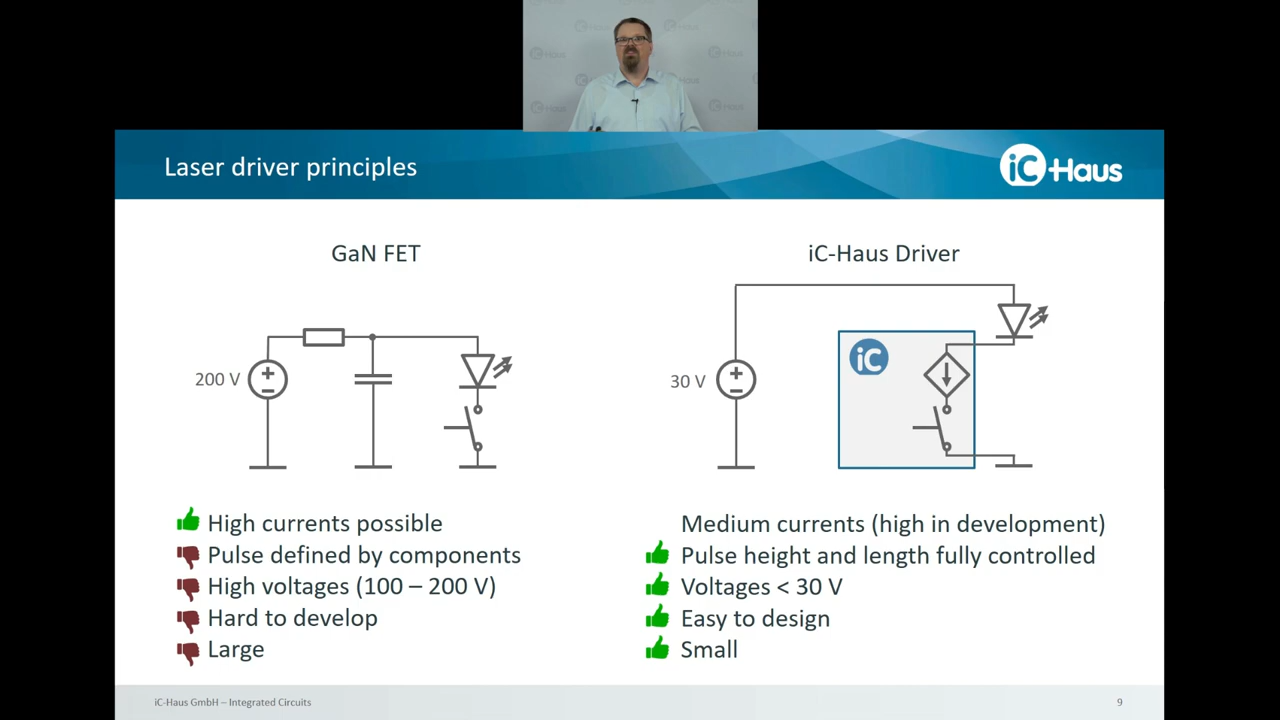 Laser driver principles
iC Haus
GaN FET
200 V
High currents possible
Pulse defined by components
High voltages (100 – 200 V)
Hard to develop
Large
iC-Haus Driver
30 V
iC
Medium currents (high in development)
Pulse height and length fully controlled
Voltages < 30 V
Easy to design
Small
iC-Haus GmbH – Integrated Circuits
9